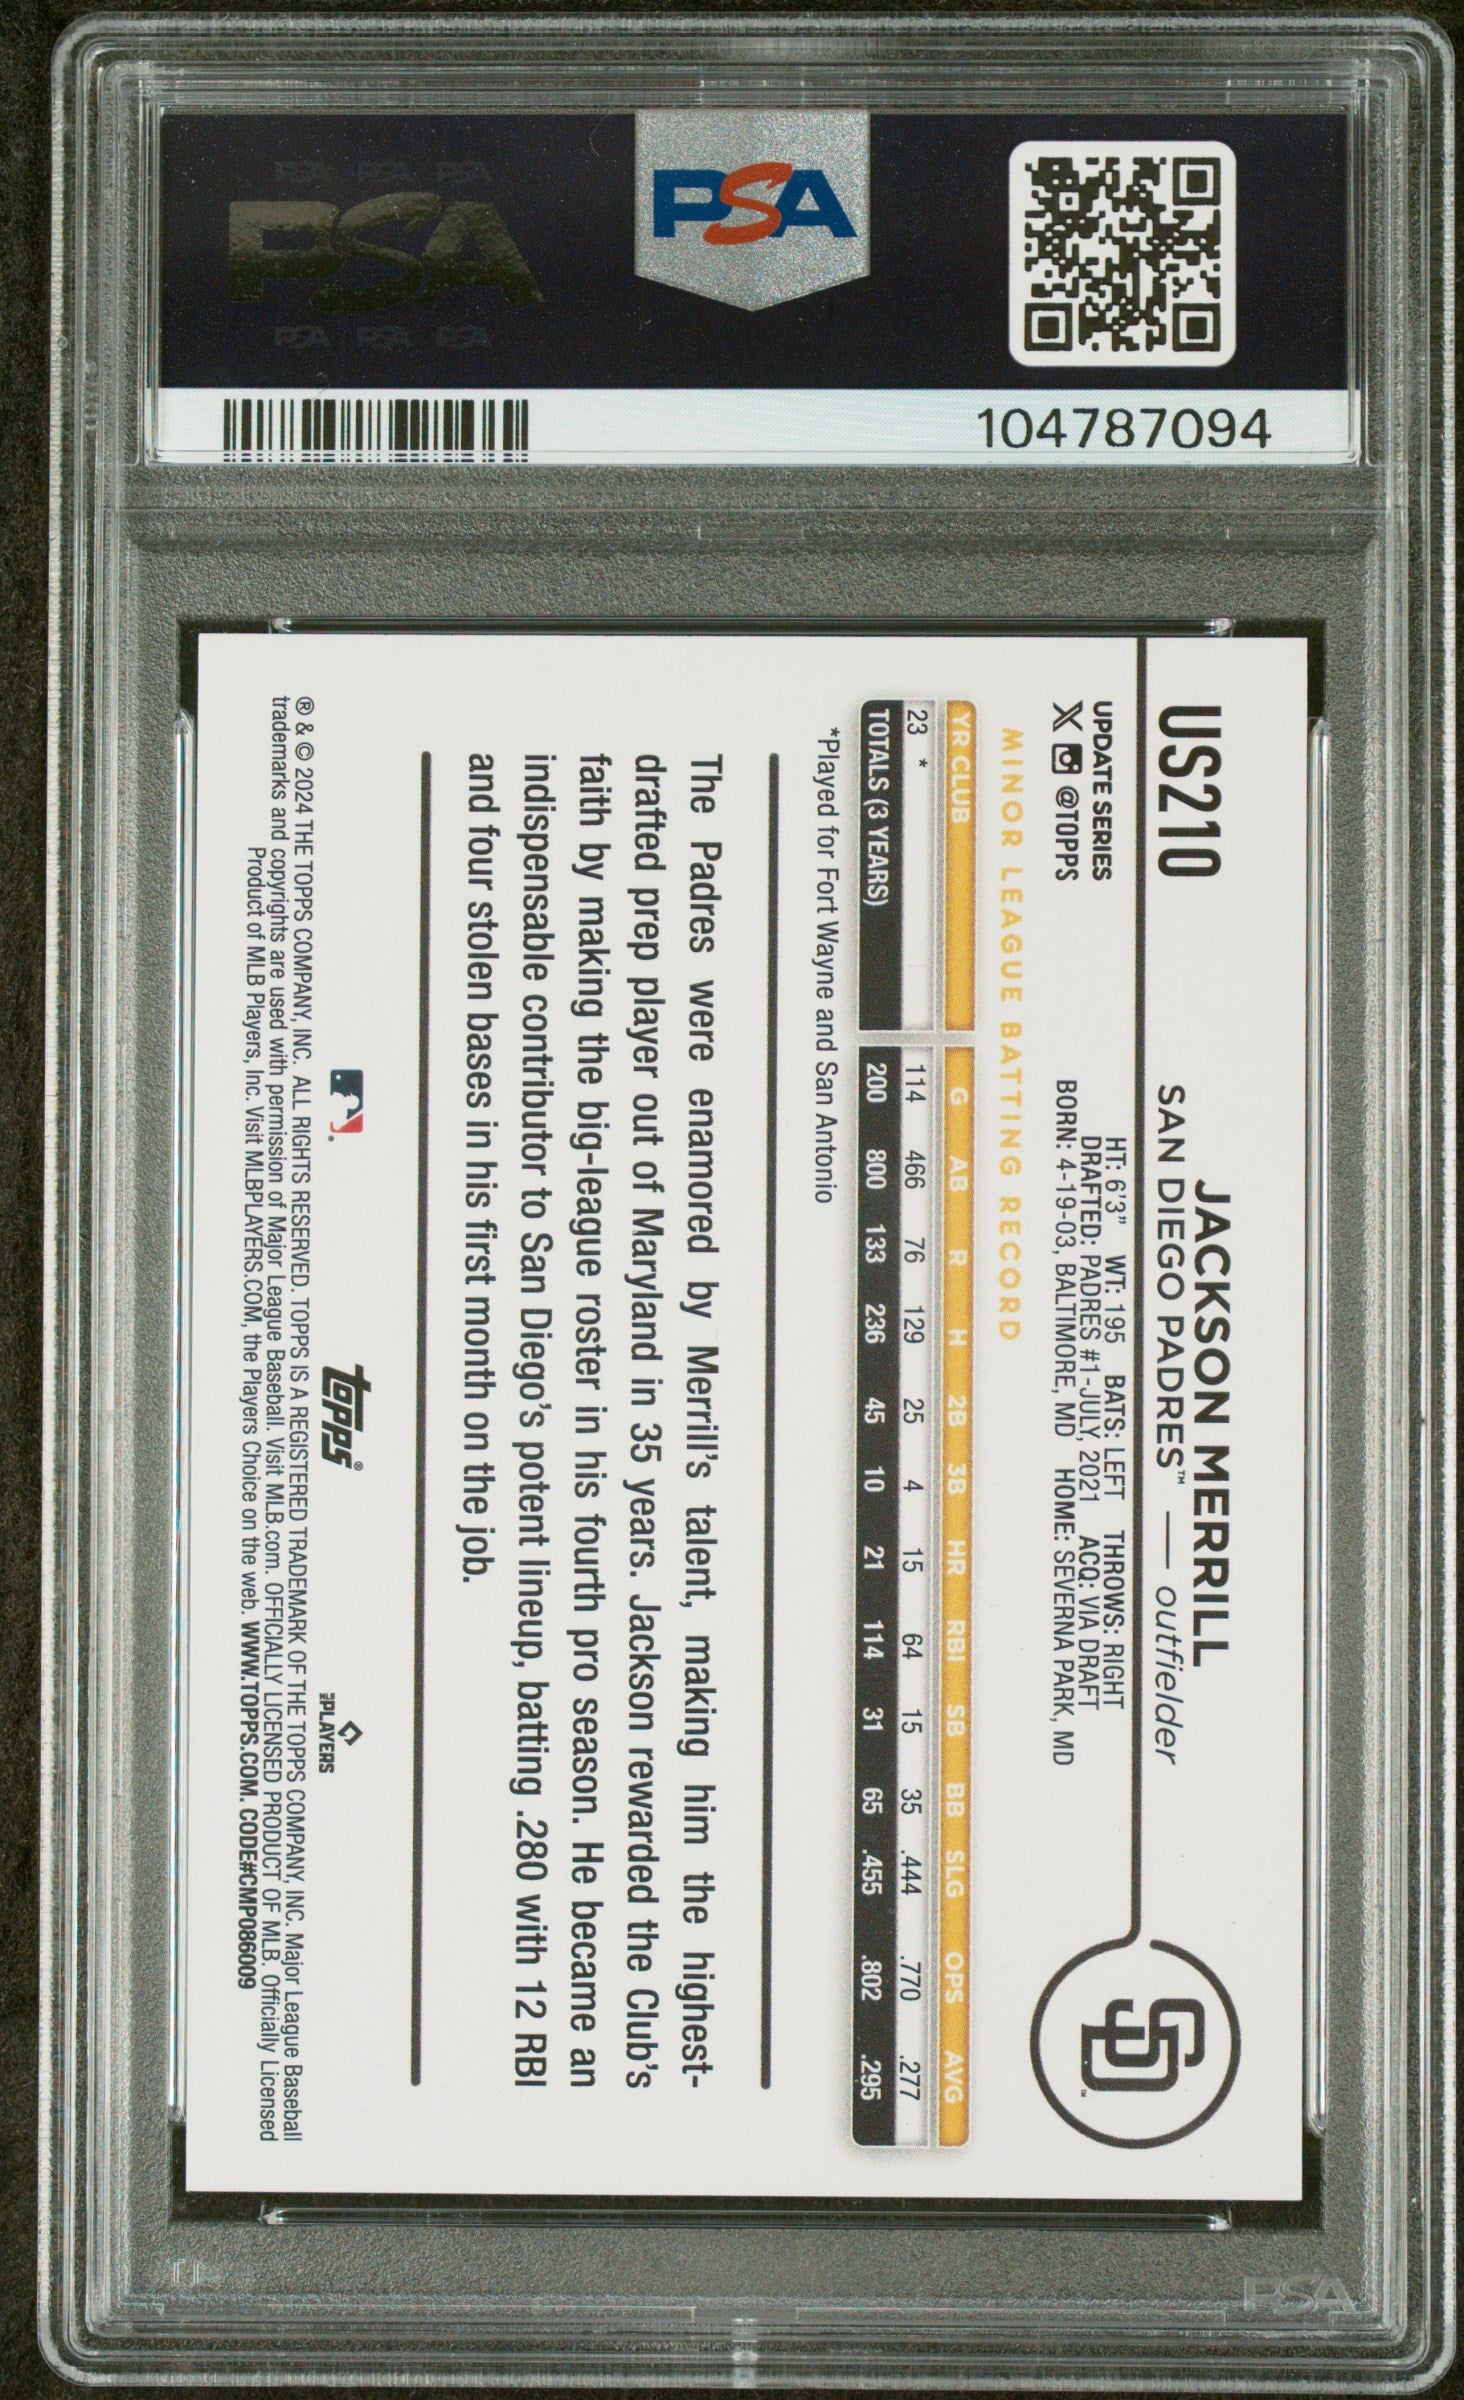 PSA PSA PSA
PSA
PSA PSA PSA
PSA
104787094
US210
JACKSON MERRILL
SAN DIEGO PADRES™ — outfielder
SD™
UPDATE SERIES
X @TOPPS
HT: 6'3” WT: 195 BATS: LEFT THROWS: RIGHT
DRAFTED: PADRES #1-JULY, 2021 ACQ: VIA DRAFT
BORN: 4-19-03, BALTIMORE, MD HOME: SEVERNA PARK, MD
MINOR LEAGUE BATTING RECORD
YR CLUB G AB R H 2B 3B HR RBI SB BB SLG OPS AVG
23 * 114 466 76 129 25 4 15 64 15 35 .444 .770 .277
TOTALS (3 YEARS) 200 800 133 236 45 10 21 114 31 65 .455 .802 .295
*Played for Fort Wayne and San Antonio
The Padres were enamored by Merrill's talent, making him the highest-
drafted prep player out of Maryland in 35 years. Jackson rewarded the Club's
faith by making the big-league roster in his fourth pro season. He became an
indispensable contributor to San Diego's potent lineup, batting .280 with 12 RBI
and four stolen bases in his first month on the job.
topps®
MLB PLAYERS
® & © 2024 THE TOPPS COMPANY, INC. ALL RIGHTS RESERVED. TOPPS IS A REGISTERED TRADEMARK OF THE TOPPS COMPANY, INC. Major League Baseball
trademarks and copyrights are used with permission of Major League Baseball. Visit MLB.com. OFFICIALLY LICENSED PRODUCT OF MLB. Officially Licensed
Product of MLB Players, Inc. Visit MLBPLAYERS.COM, the Players Choice on the web. WWW.TOPPS.COM. CODE#CMP086009
PSA